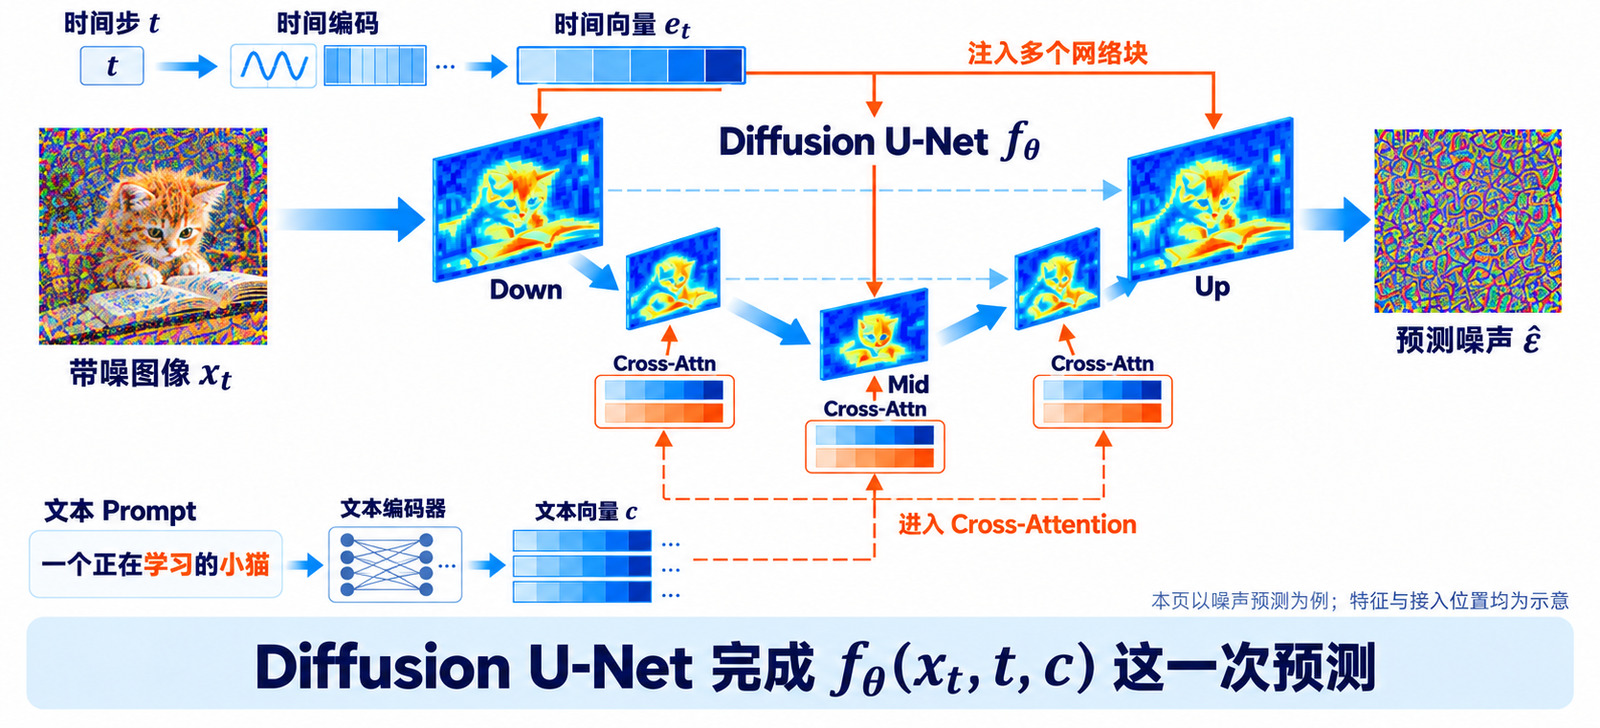 时间步 t
时间编码
时间向量 eₜ
t
...
注入多个网络块
Diffusion U-Net f_θ
Down
Up
带噪图像 xₜ
预测噪声 ε̂
Cross-Attn
Mid
Cross-Attn
Cross-Attn
文本 Prompt
文本编码器
文本向量 c
进入 Cross-Attention
一个正在学习的小猫
...
...
...
...
本页以噪声预测为例；特征与接入位置均为示意
Diffusion U-Net 完成 f_θ(xₜ, t, c) 这一次预测